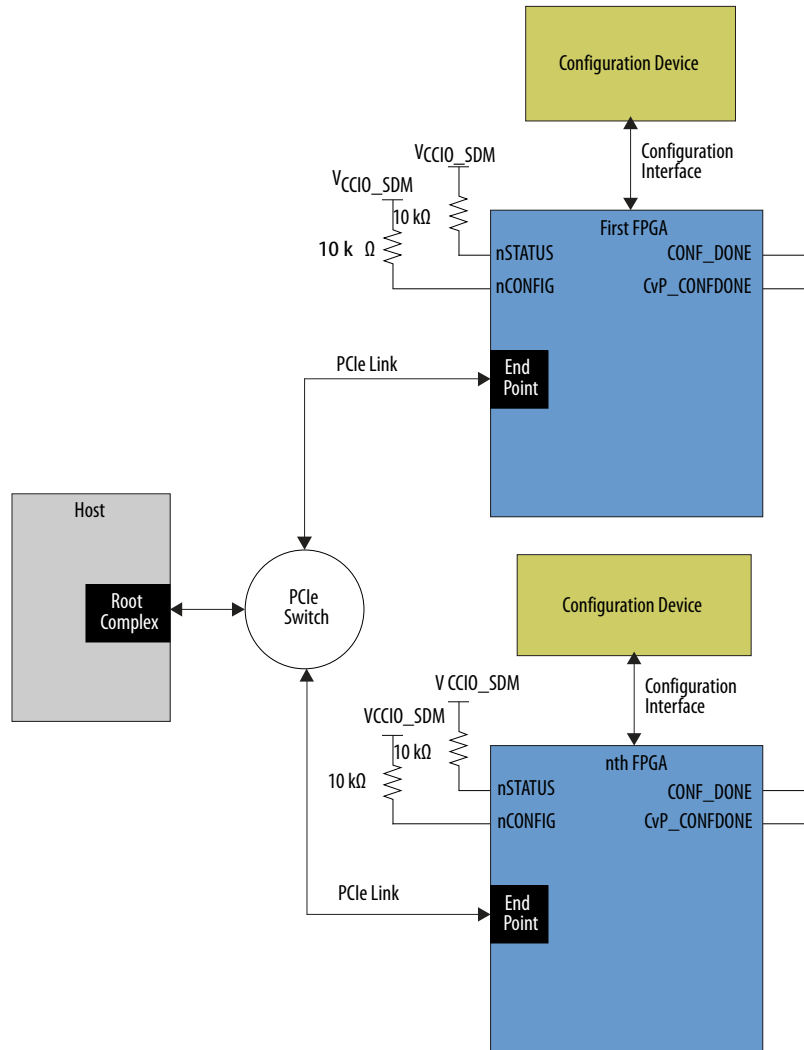 Configuration Device
Configuration
Interface
VCCIO_SDM
VCCIO_SDM
10 kΩ
10 k Ω
First FPGA
nSTATUS
CONF_DONE
nCONFIG
CvP_CONFDONE
PCIe Link
End
Point
Host
Root
Complex
PCIe
Switch
Configuration Device
Configuration
Interface
V CCIO_SDM
VCCIO_SDM
10 kΩ
10 kΩ
nth FPGA
nSTATUS
CONF_DONE
nCONFIG
CvP_CONFDONE
PCIe Link
End
Point